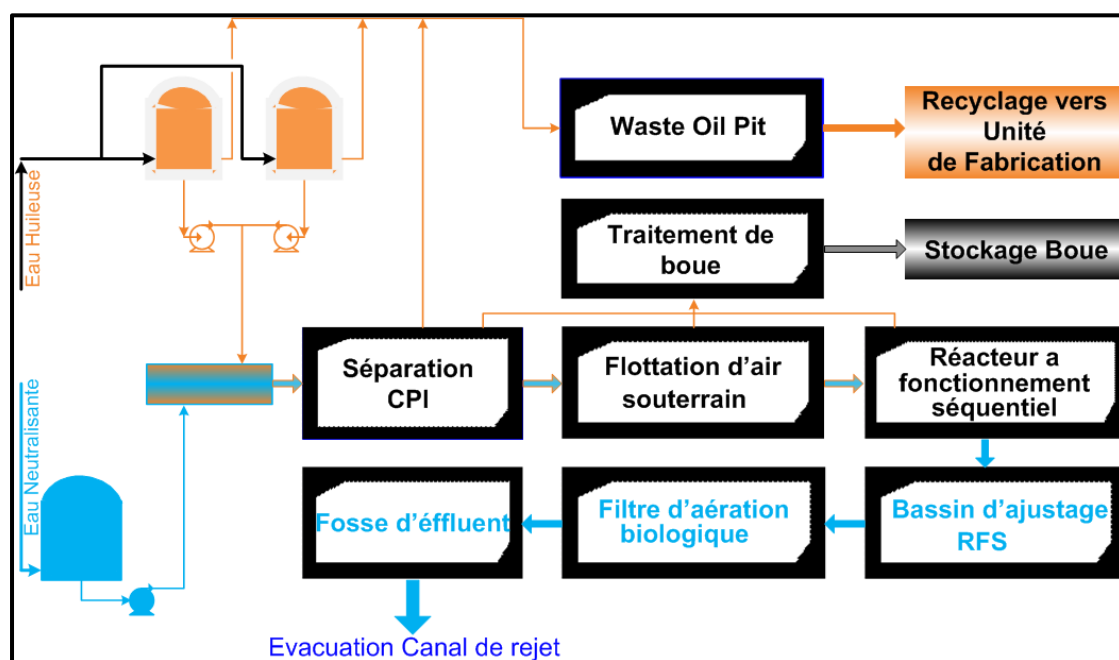 Eau Huileuse
Waste Oil Pit
Recyclage vers
Unité
de Fabrication
Traitement de
boue
Stockage Boue
Eau Neutralisante
Séparation
CPI
Flottation d'air
souterrain
Réacteur a
fonctionnement
séquentiel
Fosse d'éffluent
Filtre d'aération
biologique
Bassin d'ajustage
RFS
Evacuation Canal de rejet